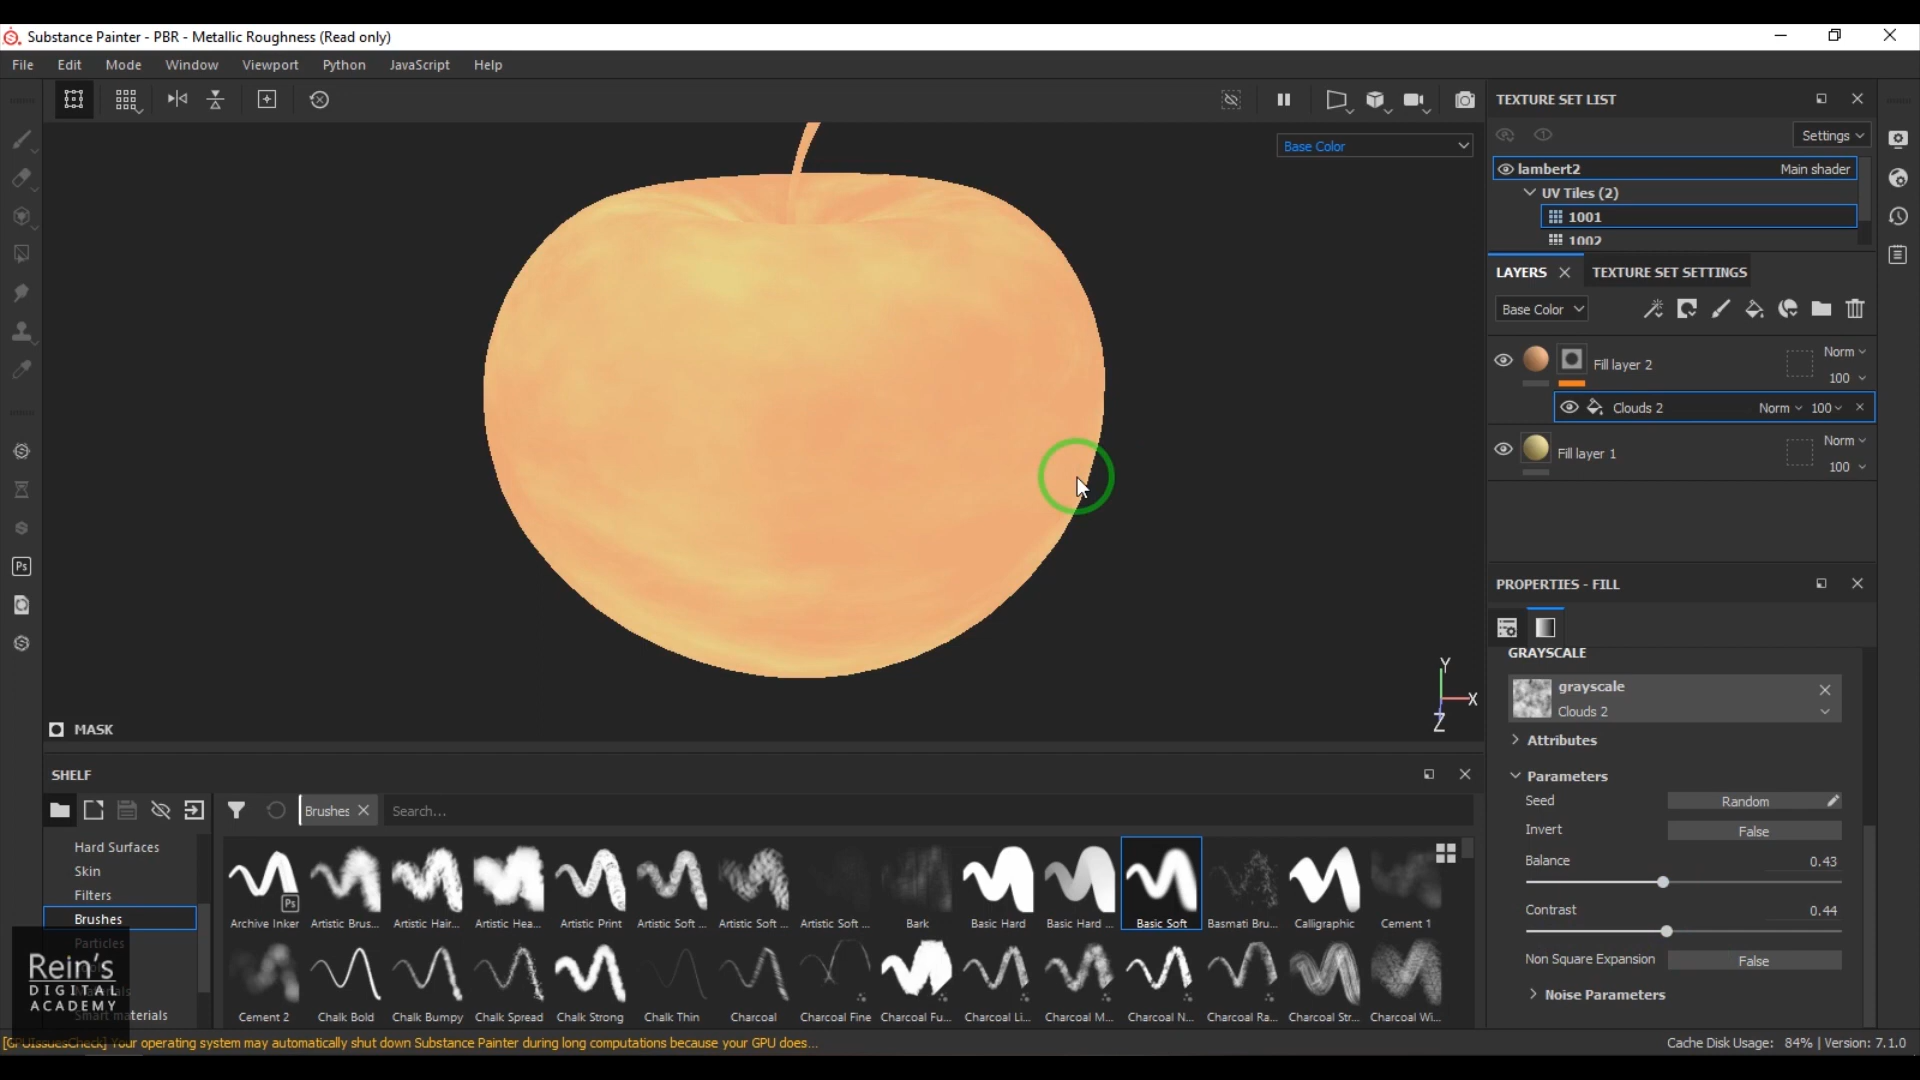 Substance Painter - PBR - Metallic Roughness (Read only)
File Edit Mode Window Viewport Python JavaScript Help
Base Color
MASK
Y
X
Z
TEXTURE SET LIST
Settings
lambert2 Main shader
UV Tiles (2)
1001
1002
LAYERS TEXTURE SET SETTINGS
Base Color
Norm
Fill layer 2
100
Clouds 2 Norm 100
Norm
Fill layer 1
100
PROPERTIES - FILL
GRAYSCALE
grayscale
Clouds 2
Attributes
Parameters
Seed Random
Invert False
Balance 0.43
Contrast 0.44
Non Square Expansion False
Noise Parameters
SHELF
Brushes Search...
Hard Surfaces
Skin
Filters
Brushes
Particles
Smart materials
Ps
Ps
Archive Inker Artistic Brus... Artistic Hair... Artistic Hea... Artistic Print Artistic Soft ... Artistic Soft ... Artistic Soft ... Bark Basic Hard Basic Hard ... Basic Soft Basmati Bru... Calligraphic Cement 1
Cement 2 Chalk Bold Chalk Bumpy Chalk Spread Chalk Strong Chalk Thin Charcoal Charcoal Fine Charcoal Fu... Charcoal Li... Charcoal M... Charcoal N... Charcoal Ra... Charcoal Str... Charcoal Wi...
Rein's
DIGITAL
ACADEMY
[GPUIssuesCheck] Your operating system may automatically shut down Substance Painter during long computations because your GPU does...
Cache Disk Usage: 84% | Version: 7.1.0